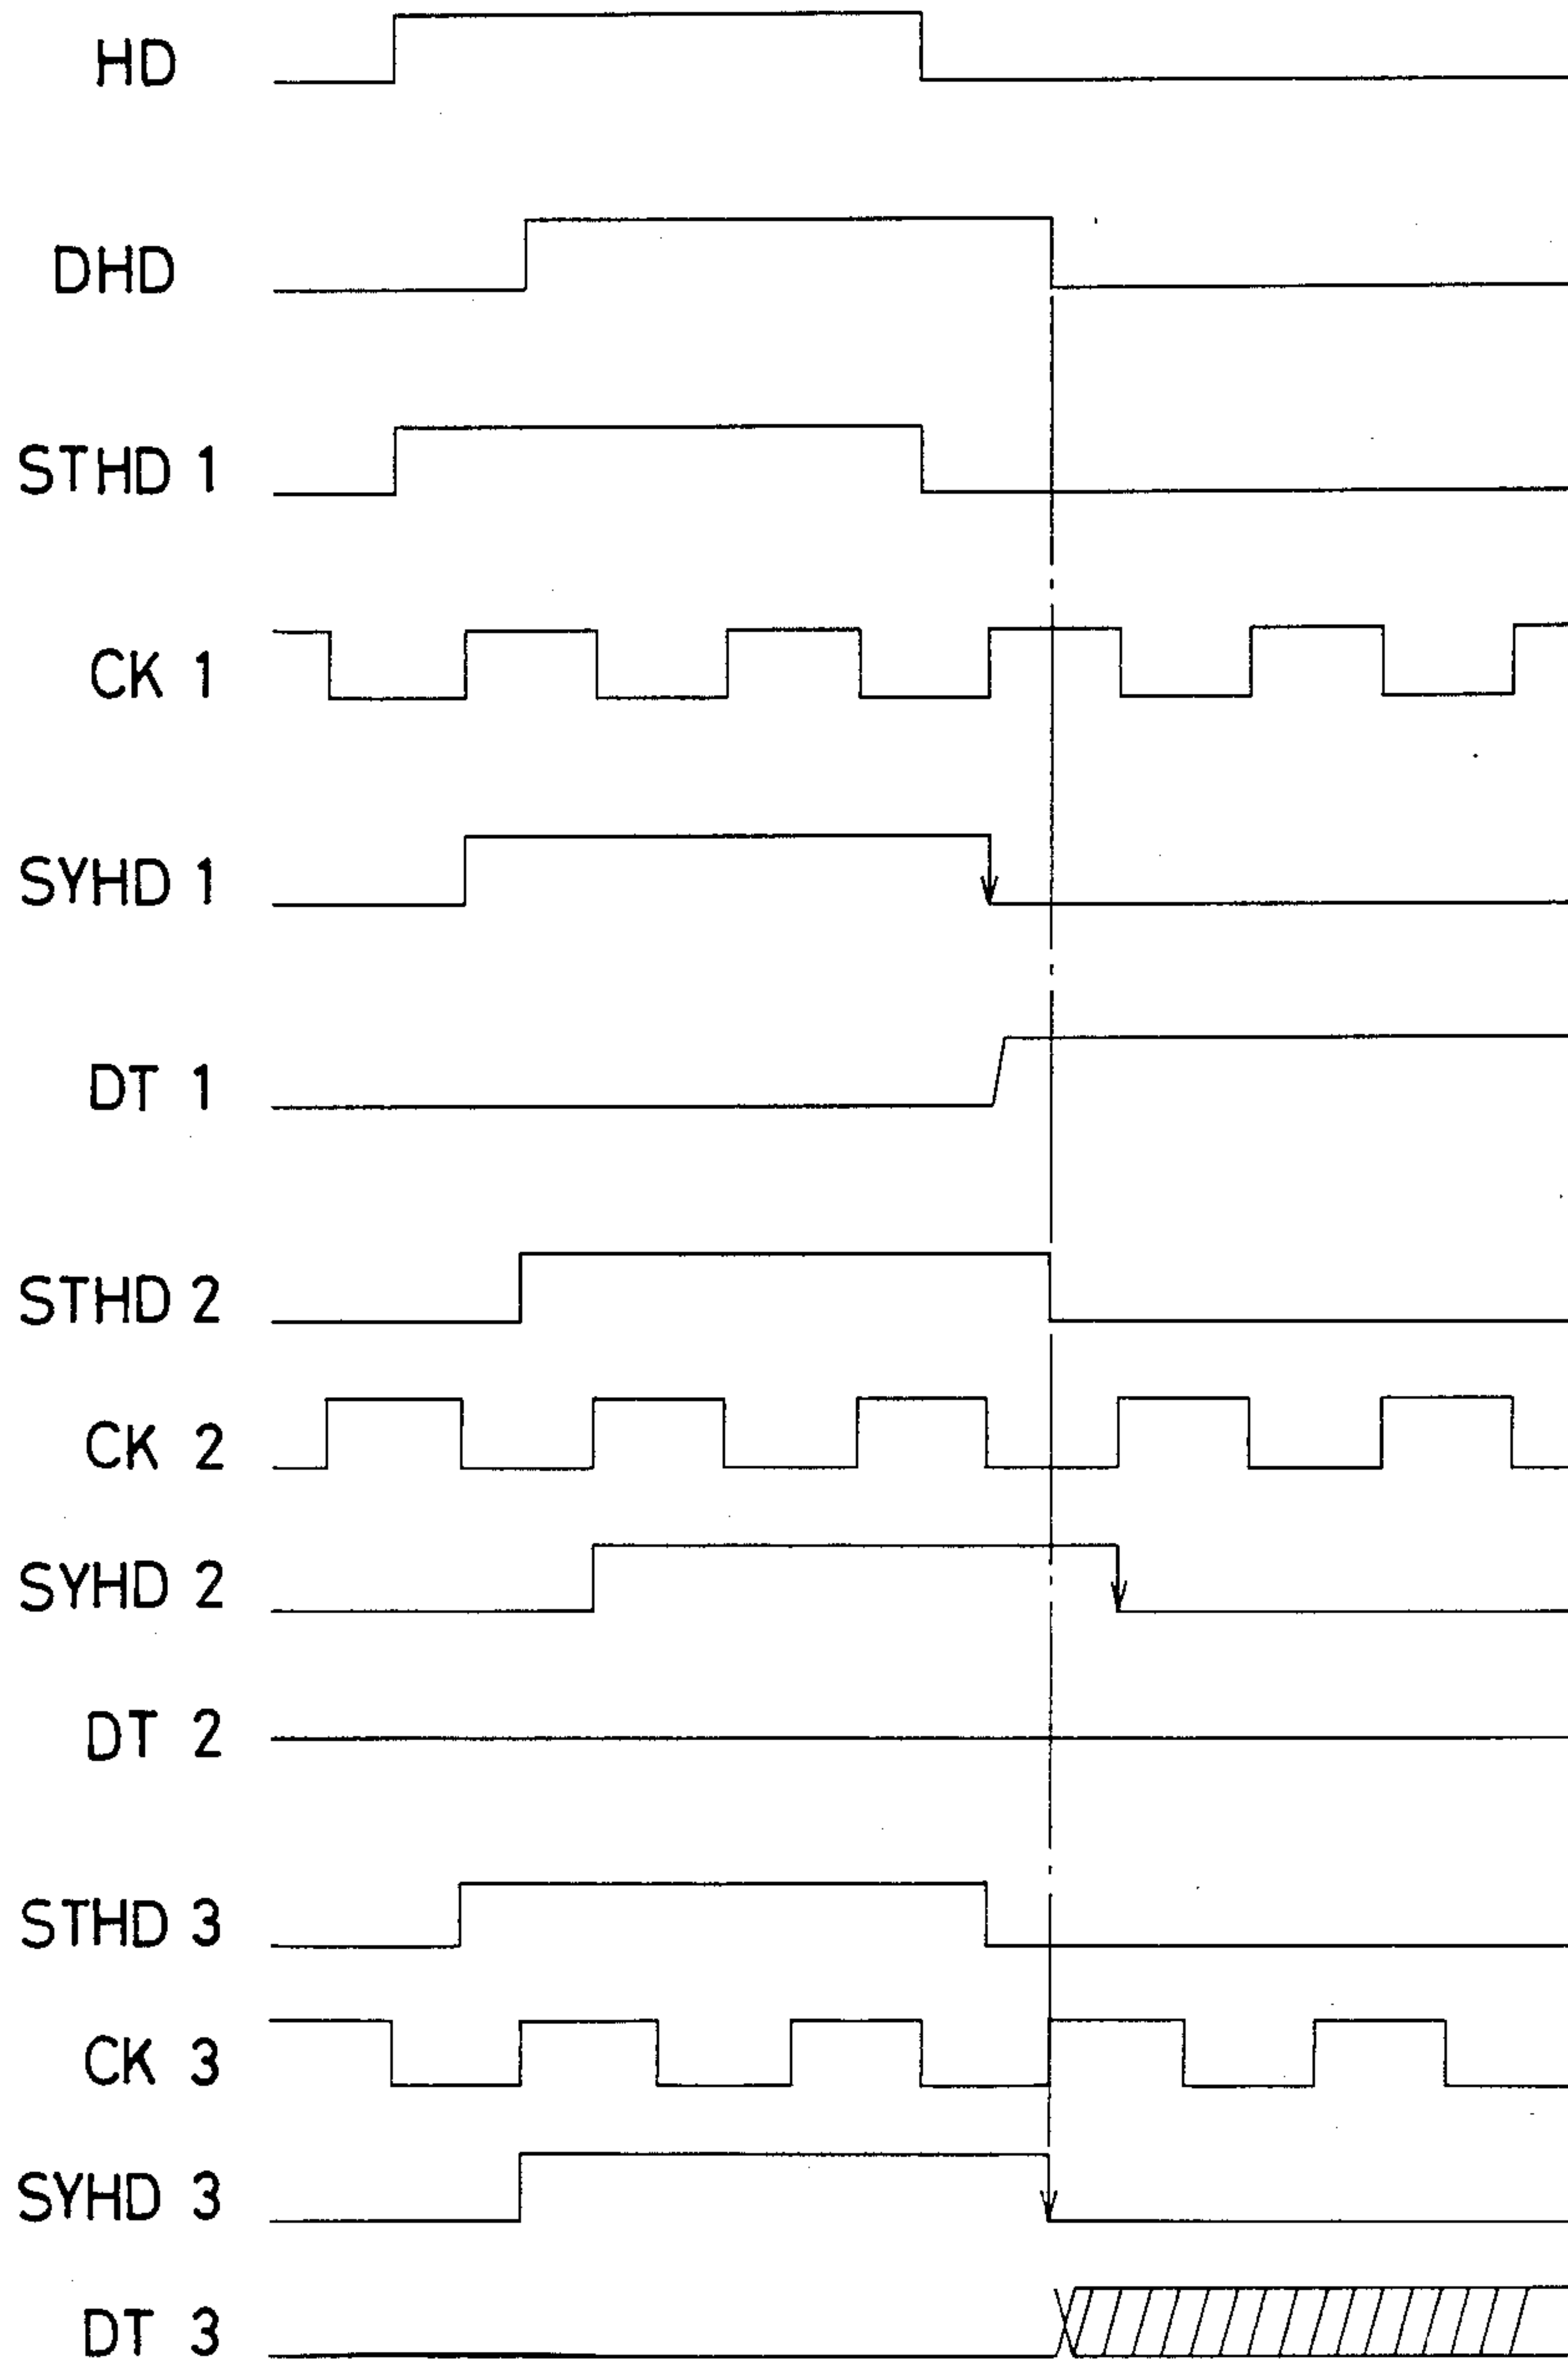 HD
DHD
STHD 1
CK 1
SYHD 1
DT 1
STHD 2
CK 2
SYHD 2
DT 2
STHD 3
CK 3
SYHD 3
DT 3